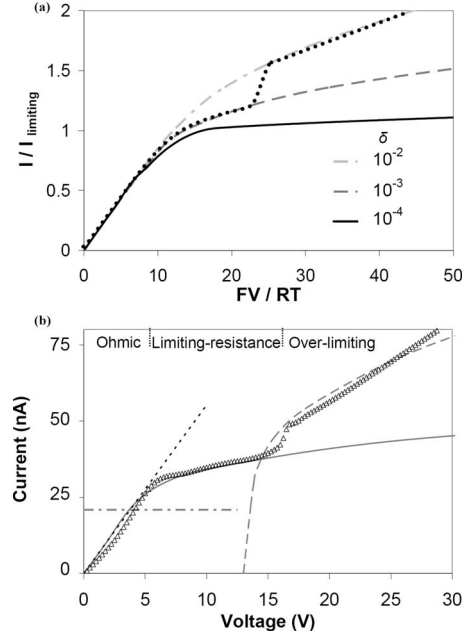 (a)
2
1.5
1
0.5
0
I / I limiting
δ
10⁻²
10⁻³
10⁻⁴
0 10 20 30 40 50
FV / RT
(b)
Ohmic Limiting-resistance Over-limiting
75
50
25
0
Current (nA)
0 5 10 15 20 25 30
Voltage (V)